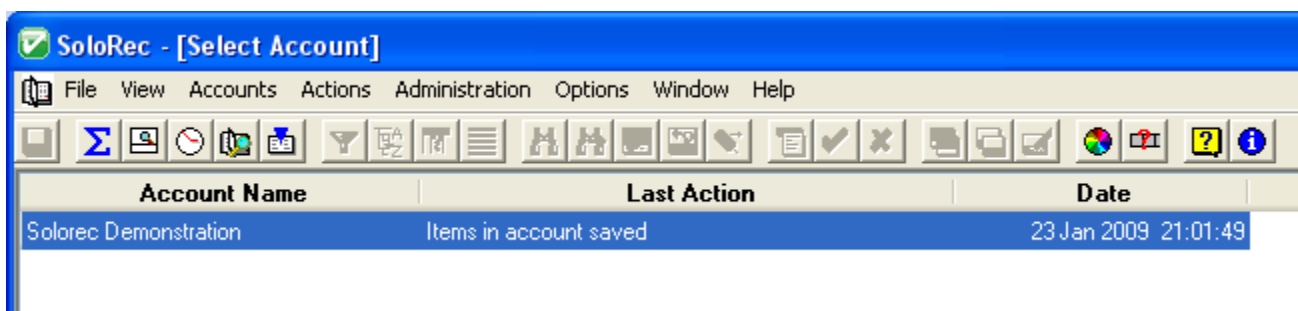 SoloRec - [Select Account]
File View Accounts Actions Administration Options Window Help
Account Name Last Action Date
Solorec Demonstration Items in account saved 23 Jan 2009 21:01:49